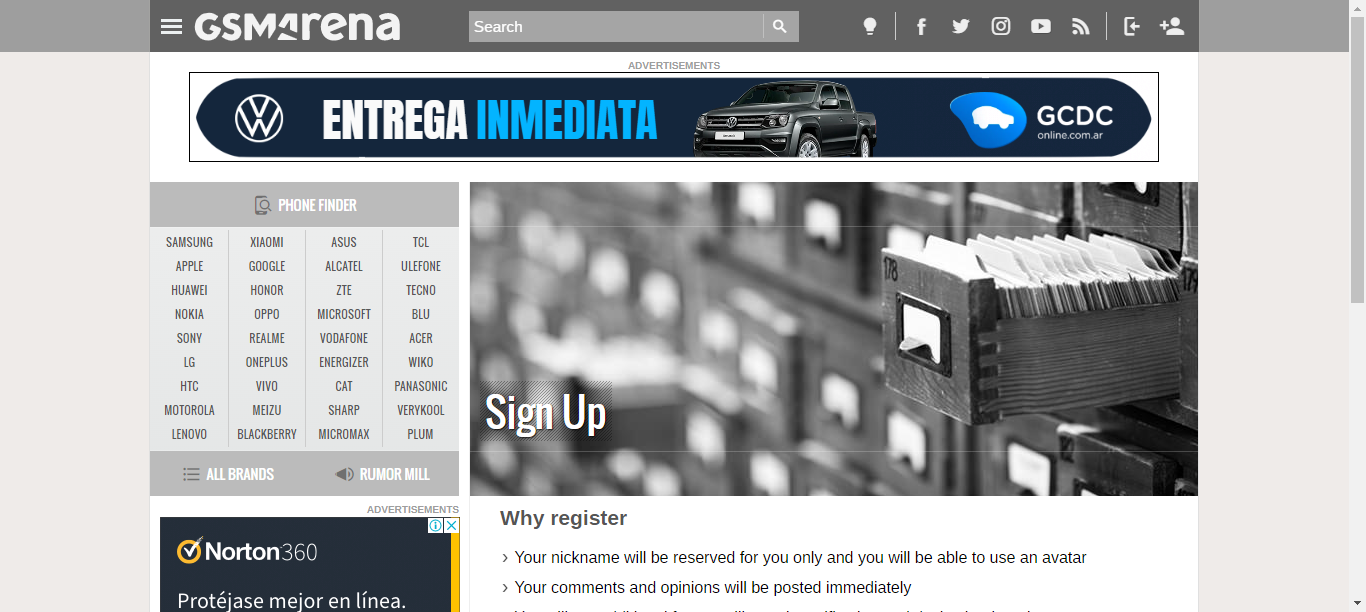 GSMArena
Search
ADVERTISEMENTS
ENTREGA INMEDIATA
GCDC
online.com.ar
PHONE FINDER
SAMSUNG XIAOMI ASUS TCL
APPLE GOOGLE ALCATEL ULEFONE
HUAWEI HONOR ZTE TECNO
NOKIA OPPO MICROSOFT BLU
SONY REALME VODAFONE ACER
LG ONEPLUS ENERGIZER WIKO
HTC VIVO CAT PANASONIC
MOTOROLA MEIZU SHARP VERYKOOL
LENOVO BLACKBERRY MICROMAX PLUM
ALL BRANDS RUMOR MILL
ADVERTISEMENTS
Norton360
Protéjase mejor en línea.
178
Sign Up
Why register
Your nickname will be reserved for you only and you will be able to use an avatar
Your comments and opinions will be posted immediately